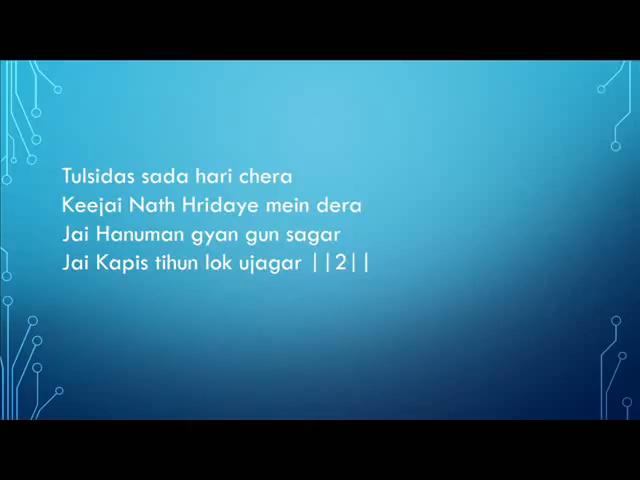 Tulsidas sada hari chera
Keejai Nath Hridaye mein dera
Jai Hanuman gyan gun sagar
Jai Kapis tihun lok ujagar ||2||